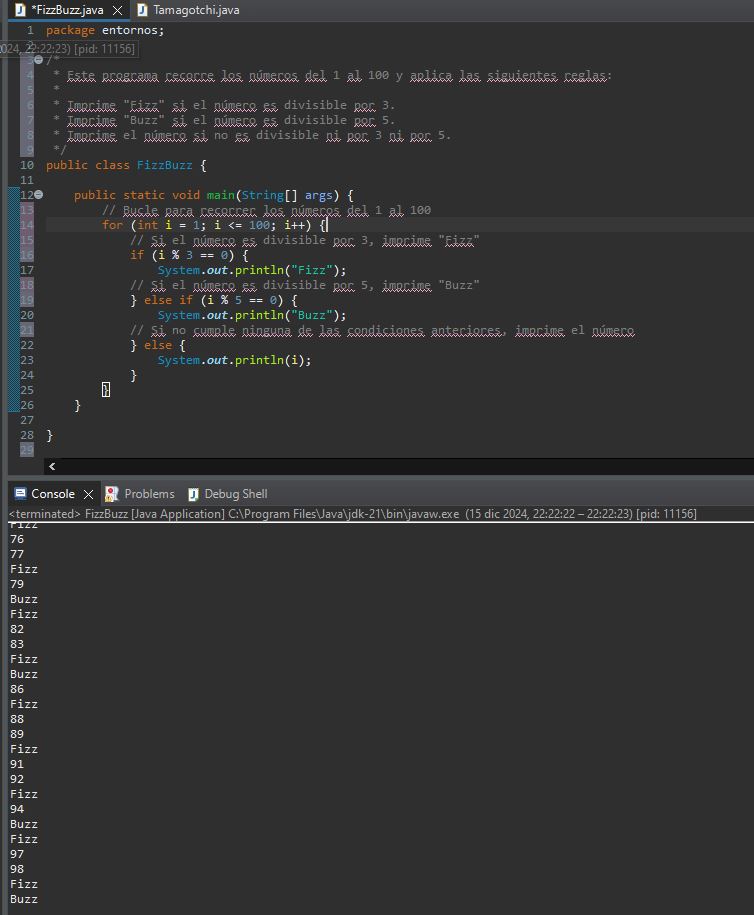 *FizzBuzz.java Tamagotchi.java
1 package entornos;
2
024, 22:22:23) [pid: 11156]
3 /*
4 * Este programa recorre los números del 1 al 100 y aplica las siguientes reglas:
5 *
6 * Imprime "Fizz" si el número es divisible por 3.
7 * Imprime "Buzz" si el número es divisible por 5.
8 * Imprime el número si no es divisible ni por 3 ni por 5.
9 */
10 public class FizzBuzz {
11
12 public static void main(String[] args) {
13 // Bucle para recorrer los números del 1 al 100
14 for (int i = 1; i <= 100; i++) {
15 // Si el número es divisible por 3, imprime "Fizz"
16 if (i % 3 == 0) {
17 System.out.println("Fizz");
18 // Si el número es divisible por 5, imprime "Buzz"
19 } else if (i % 5 == 0) {
20 System.out.println("Buzz");
21 // Si no cumple ninguna de las condiciones anteriores, imprime el número
22 } else {
23 System.out.println(i);
24 }
25 }
26 }
27
28 }
29
Console Problems Debug Shell
<terminated> FizzBuzz [Java Application] C:\Program Files\Java\jdk-21\bin\javaw.exe (15 dic 2024, 22:22:22 – 22:22:23) [pid: 11156]
Fizz
76
77
Fizz
79
Buzz
Fizz
82
83
Fizz
Buzz
86
Fizz
88
89
Fizz
91
92
Fizz
94
Buzz
Fizz
97
98
Fizz
Buzz